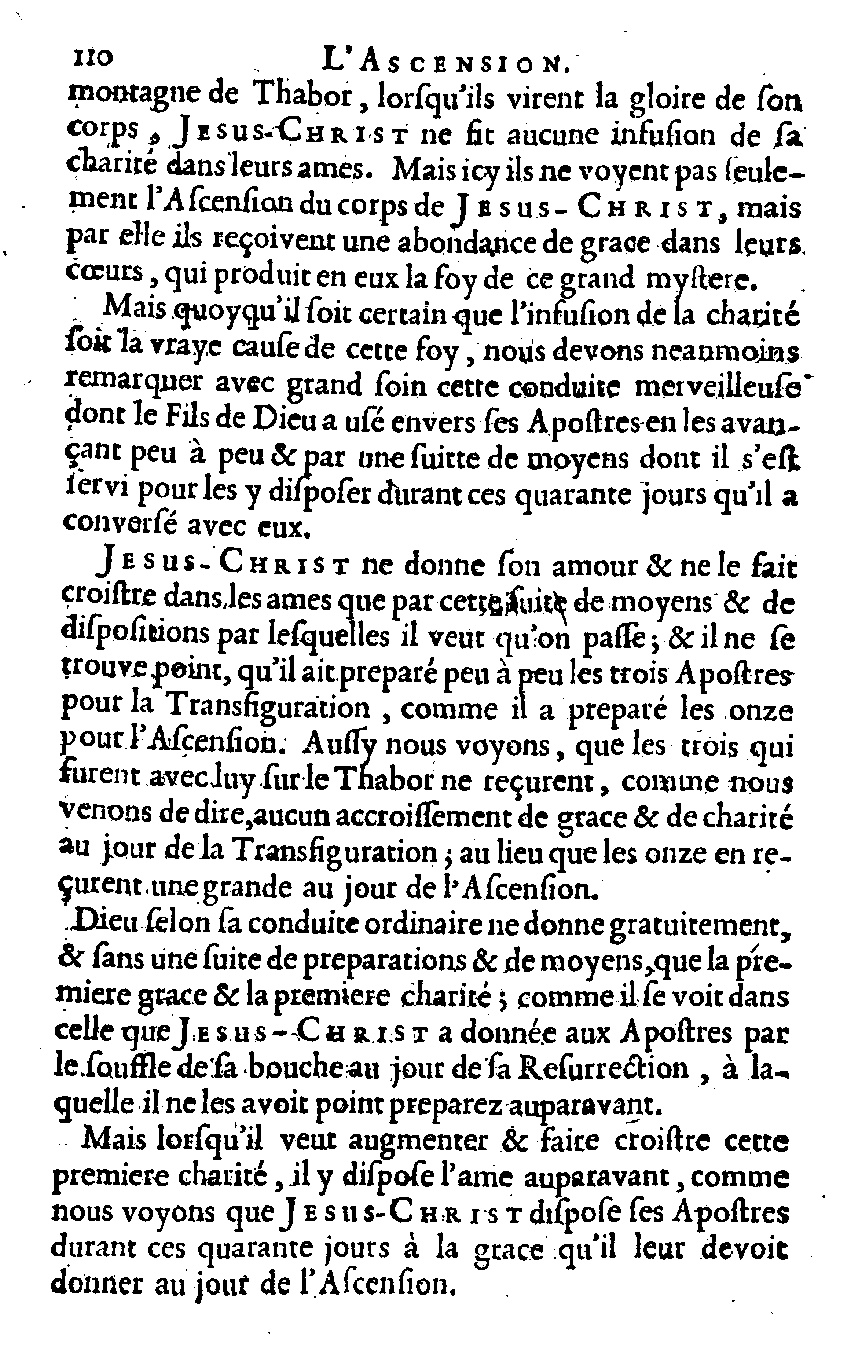 110 L'ASCENSION.
montagne de Thabor, lorſqu'ils virent la gloire de ſon
corps, JESUS-CHRIST ne fit aucune infuſion de ſa
charité dans leurs ames. Mais icy ils ne voyent pas ſeule-
ment l'Aſcenſion du corps de JESUS-CHRIST, mais
par elle ils reçoivent une abondance de grace dans leurs
cœurs, qui produit en eux la foy de ce grand myſtere.
Mais quoyqu'il ſoit certain que l'infuſion de la charité
ſoit la vraye cauſe de cette foy, nous devons neanmoins
remarquer avec grand ſoin cette conduite merveilleuſe
dont le Fils de Dieu a uſé envers ſes Apoſtres en les avan-
çant peu à peu & par une ſuitte de moyens dont il s'eſt
ſervi pour les y diſpoſer durant ces quarante jours qu'il a
converſé avec eux.
JESUS-CHRIST ne donne ſon amour & ne le fait
croiſtre dans les ames que par cette ſuite de moyens & de
diſpoſitions par leſquelles il veut qu'on paſſe; & il ne ſe
trouve point, qu'il ait preparé peu à peu les trois Apoſtres
pour la Transfiguration, comme il a preparé les onze
pour l'Aſcenſion. Auſſy nous voyons, que les trois qui
furent avec luy ſur le Thabor ne reçurent, comme nous
venons de dire, aucun accroiſſement de grace & de charité
au jour de la Transfiguration; au lieu que les onze en re-
çurent une grande au jour de l'Aſcenſion.
Dieu ſelon ſa conduite ordinaire ne donne gratuitement,
& ſans une ſuite de preparations & de moyens, que la pre-
miere grace & la premiere charité; comme il ſe voit dans
celle que JESUS-CHRIST a donnée aux Apoſtres par
le ſouffle de ſa bouche au jour de ſa Reſurrection, à la-
quelle il ne les avoit point preparez auparavant.
Mais lorſqu'il veut augmenter & faire croiſtre cette
premiere charité, il y diſpoſe l'ame auparavant, comme
nous voyons que JESUS-CHRIST diſpoſe ſes Apoſtres
durant ces quarante jours à la grace qu'il leur devoit
donner au jour de l'Aſcenſion.